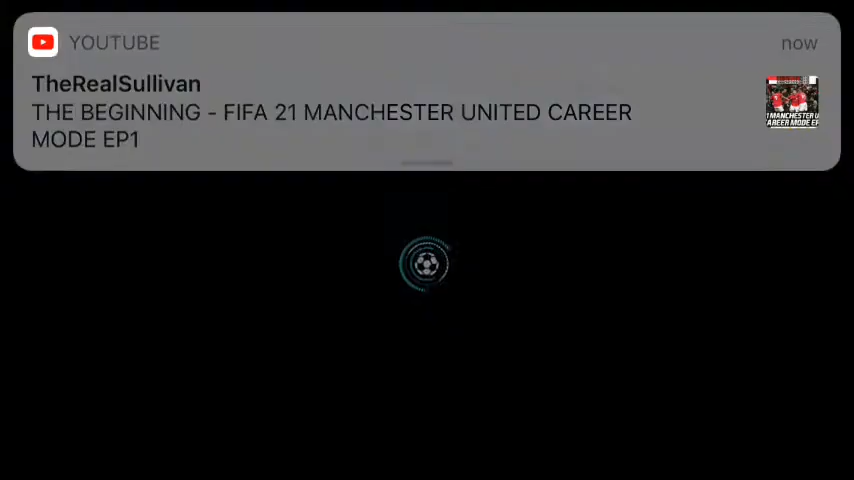 YOUTUBE
now
TheRealSullivan
THE BEGINNING - FIFA 21 MANCHESTER UNITED CAREER
MODE EP1